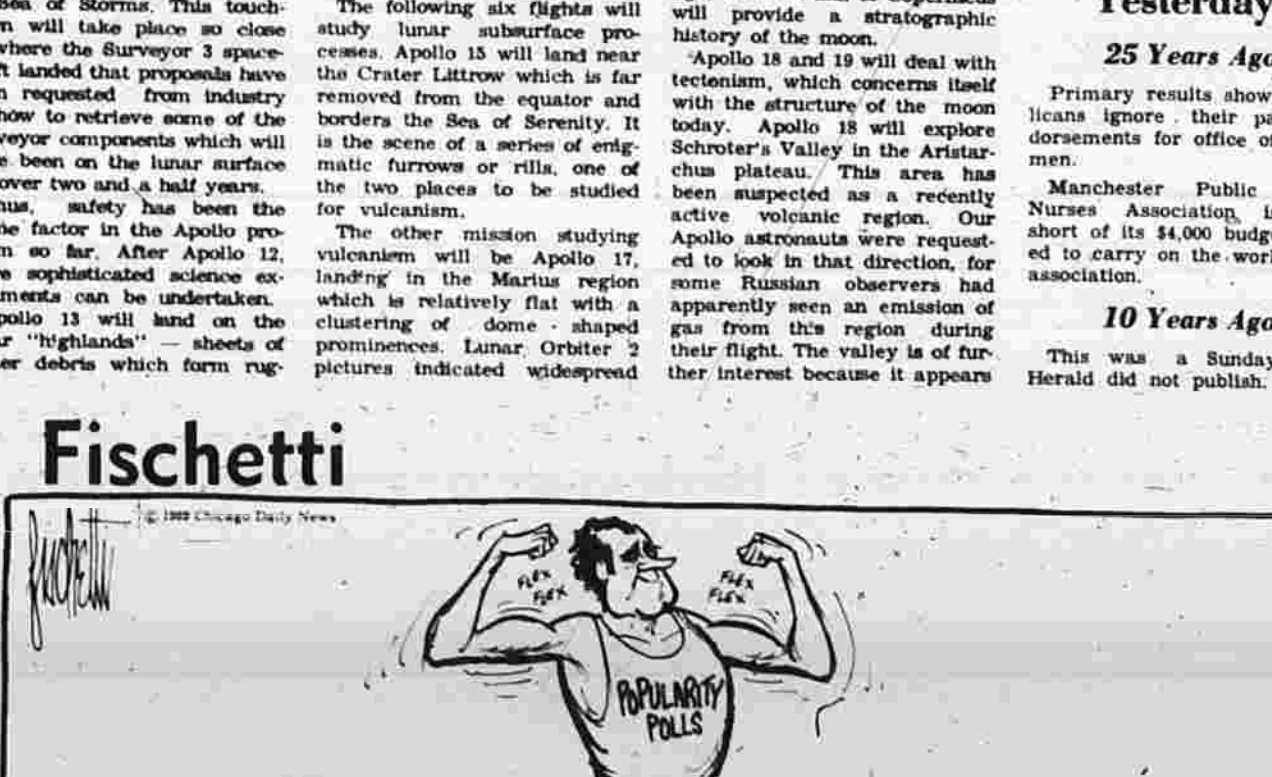 Sea of Storms. This touch-
will take place so close
where the Surveyor 3 space-
landed that proposals have
requested from industry
how to retrieve some of the
veyor components which will
been on the lunar surface
over two and a half years.
hus, safety has been the
factor in the Apollo pro-
so far. After Apollo 12,
sophisticated science ex-
ments can be undertaken.
pollo 13 will land on the
"highlands" — sheets of
er debris which form rug-
The following six flights will
study lunar subsurface pro-
cesses. Apollo 15 will land near
the Crater Littrow which is far
removed from the equator and
borders the Sea of Serenity. It
is the scene of a series of enig-
matic furrows or rills, one of
the two places to be studied
for vulcanism.
The other mission studying
vulcanism will be Apollo 17,
landing in the Marius region
which is relatively flat with a
clustering of dome - shaped
prominences. Lunar Orbiter 2
pictures indicated widespread
will provide a stratographic
history of the moon.
Apollo 18 and 19 will deal with
tectonism, which concerns itself
with the structure of the moon
today. Apollo 18 will explore
Schroter's Valley in the Aristar-
chus plateau. This area has
been suspected as a recently
active volcanic region. Our
Apollo astronauts were request-
ed to look in that direction, for
some Russian observers had
apparently seen an emission of
gas from this region during
their flight. The valley is of fur-
ther interest because it appears
Yesterday
25 Years Ago
Primary results show
licans ignore their pa
dorsements for office of
men.
Manchester Public
Nurses Association is
short of its $4,000 budge
ed to carry on the work
association.
10 Years Ago
This was a Sunday
Herald did not publish.
Fischetti
Fischetti
© 1969 Chicago Daily News
FLEX
FLEX
FLEX
FLEX
POPULARITY
POLLS